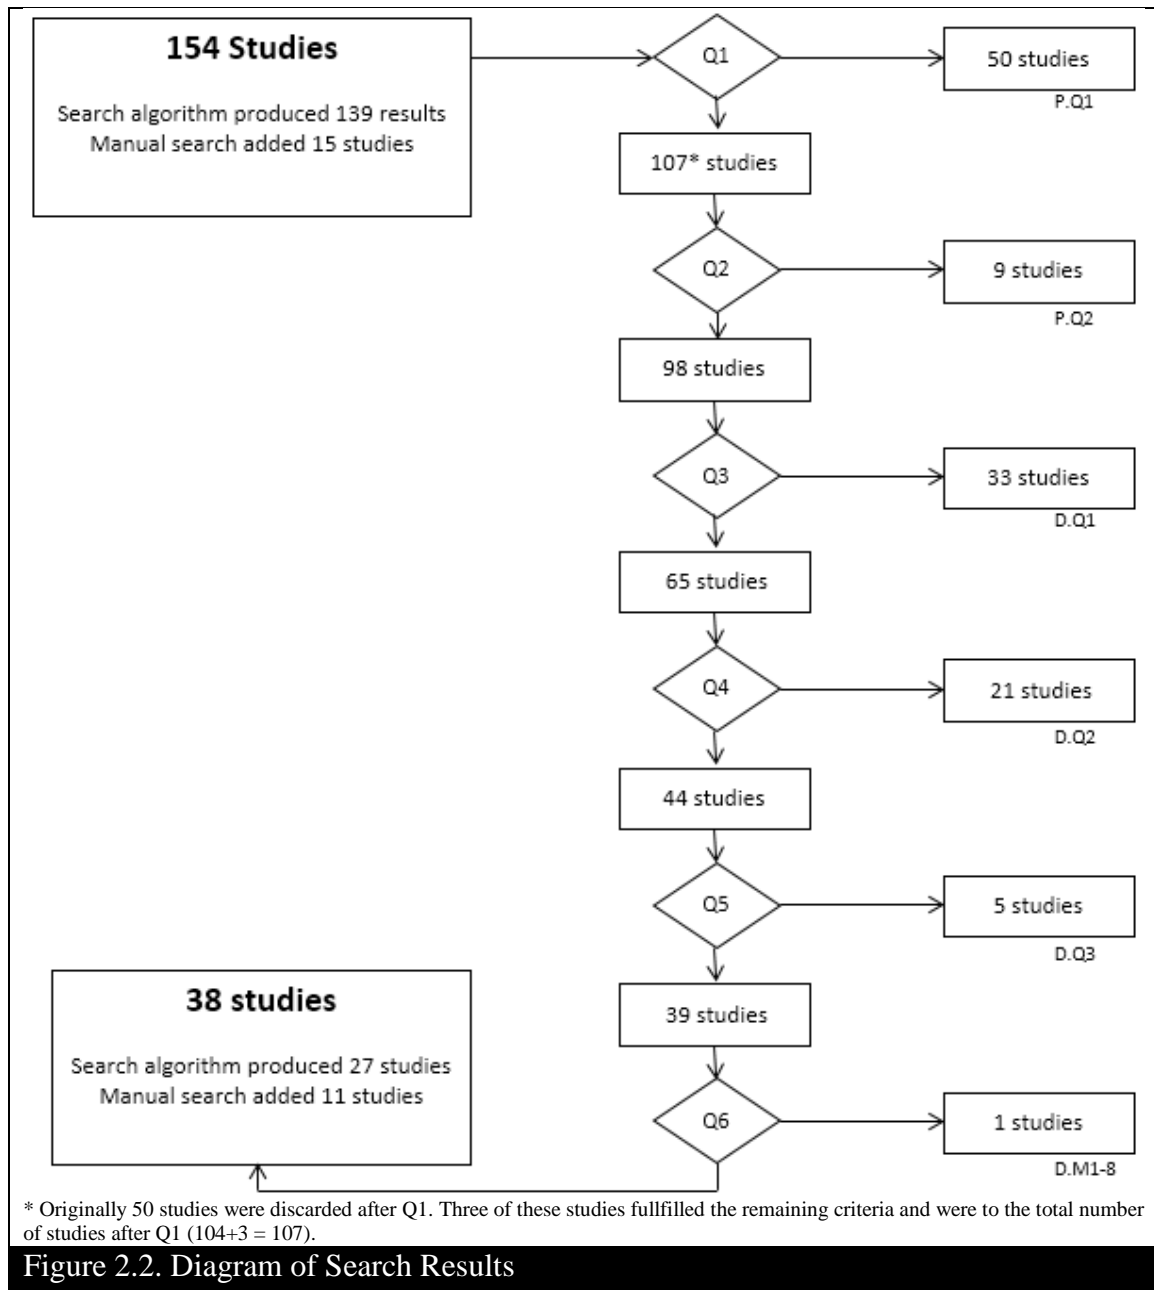 154 Studies
Search algorithm produced 139 results
Manual search added 15 studies
Q1
50 studies
P.Q1
107* studies
Q2
9 studies
P.Q2
98 studies
Q3
33 studies
D.Q1
65 studies
Q4
21 studies
D.Q2
44 studies
Q5
5 studies
D.Q3
39 studies
Q6
1 studies
D.M1-8
38 studies
Search algorithm produced 27 studies
Manual search added 11 studies
* Originally 50 studies were discarded after Q1. Three of these studies fullfilled the remaining criteria and were to the total number
of studies after Q1 (104+3 = 107).
Figure 2.2. Diagram of Search Results